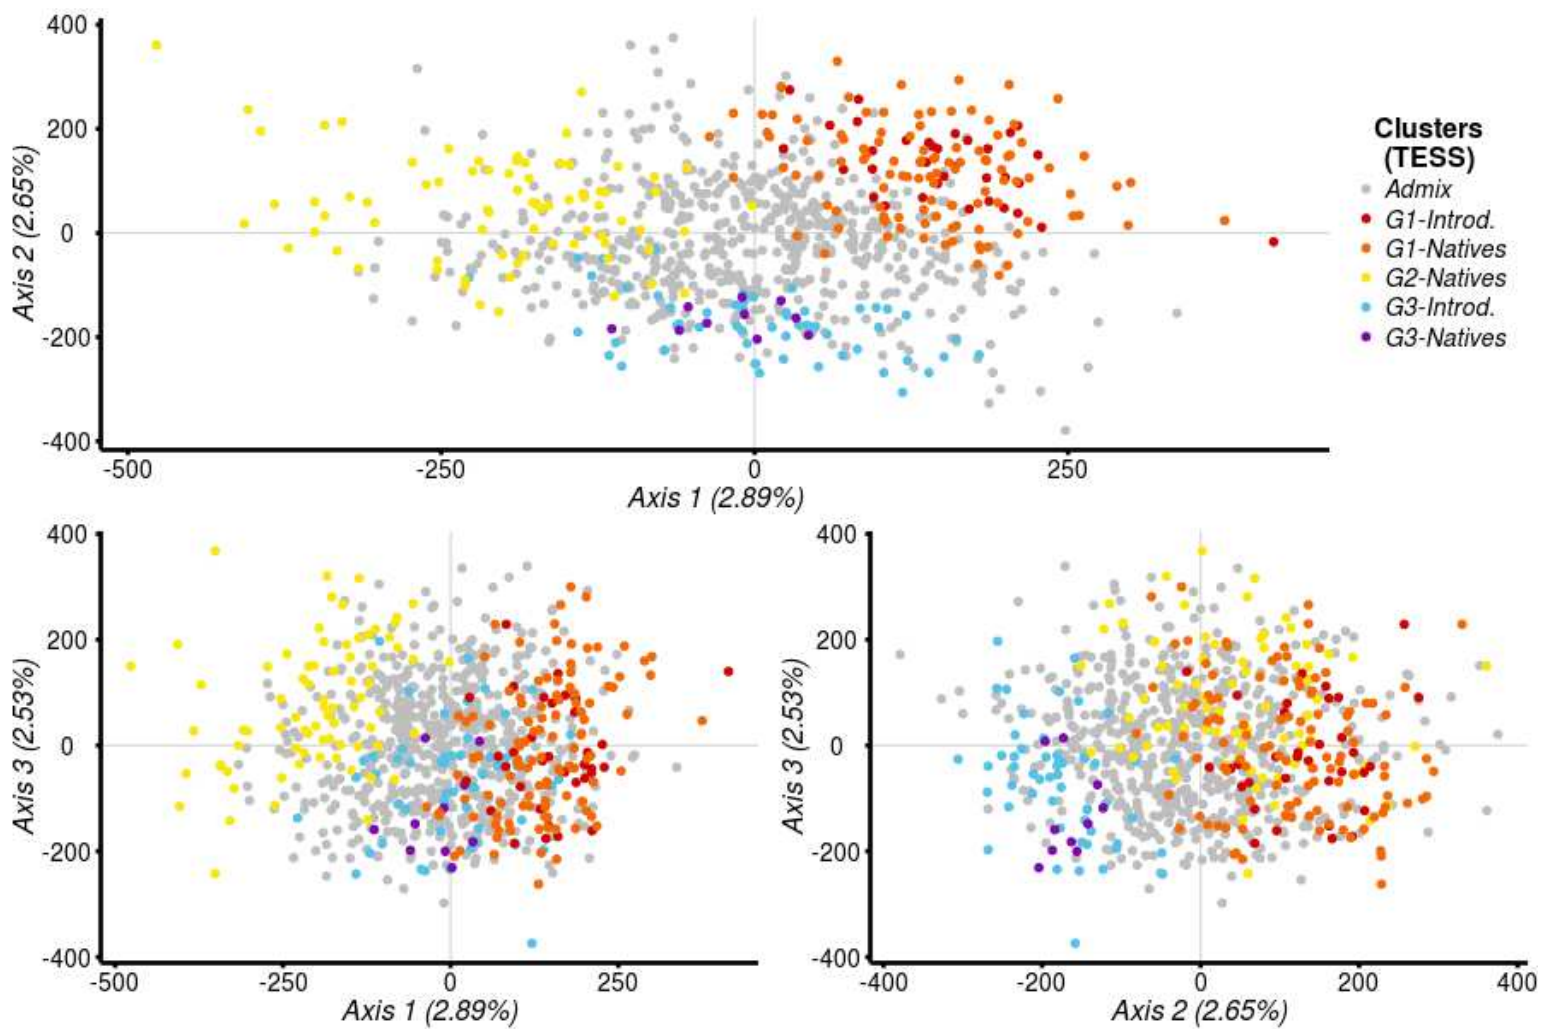 400
200
0
-200
-400
Axis 2 (2.65%)
-500
-250
0
250
Axis 1 (2.89%)
Clusters
(TESS)
Admix
G1-Introd.
G1-Natives
G2-Natives
G3-Introd.
G3-Natives
400
200
0
-200
-400
Axis 3 (2.53%)
-500
-250
0
250
Axis 1 (2.89%)
400
200
0
-200
-400
Axis 3 (2.53%)
-400
-200
0
200
400
Axis 2 (2.65%)